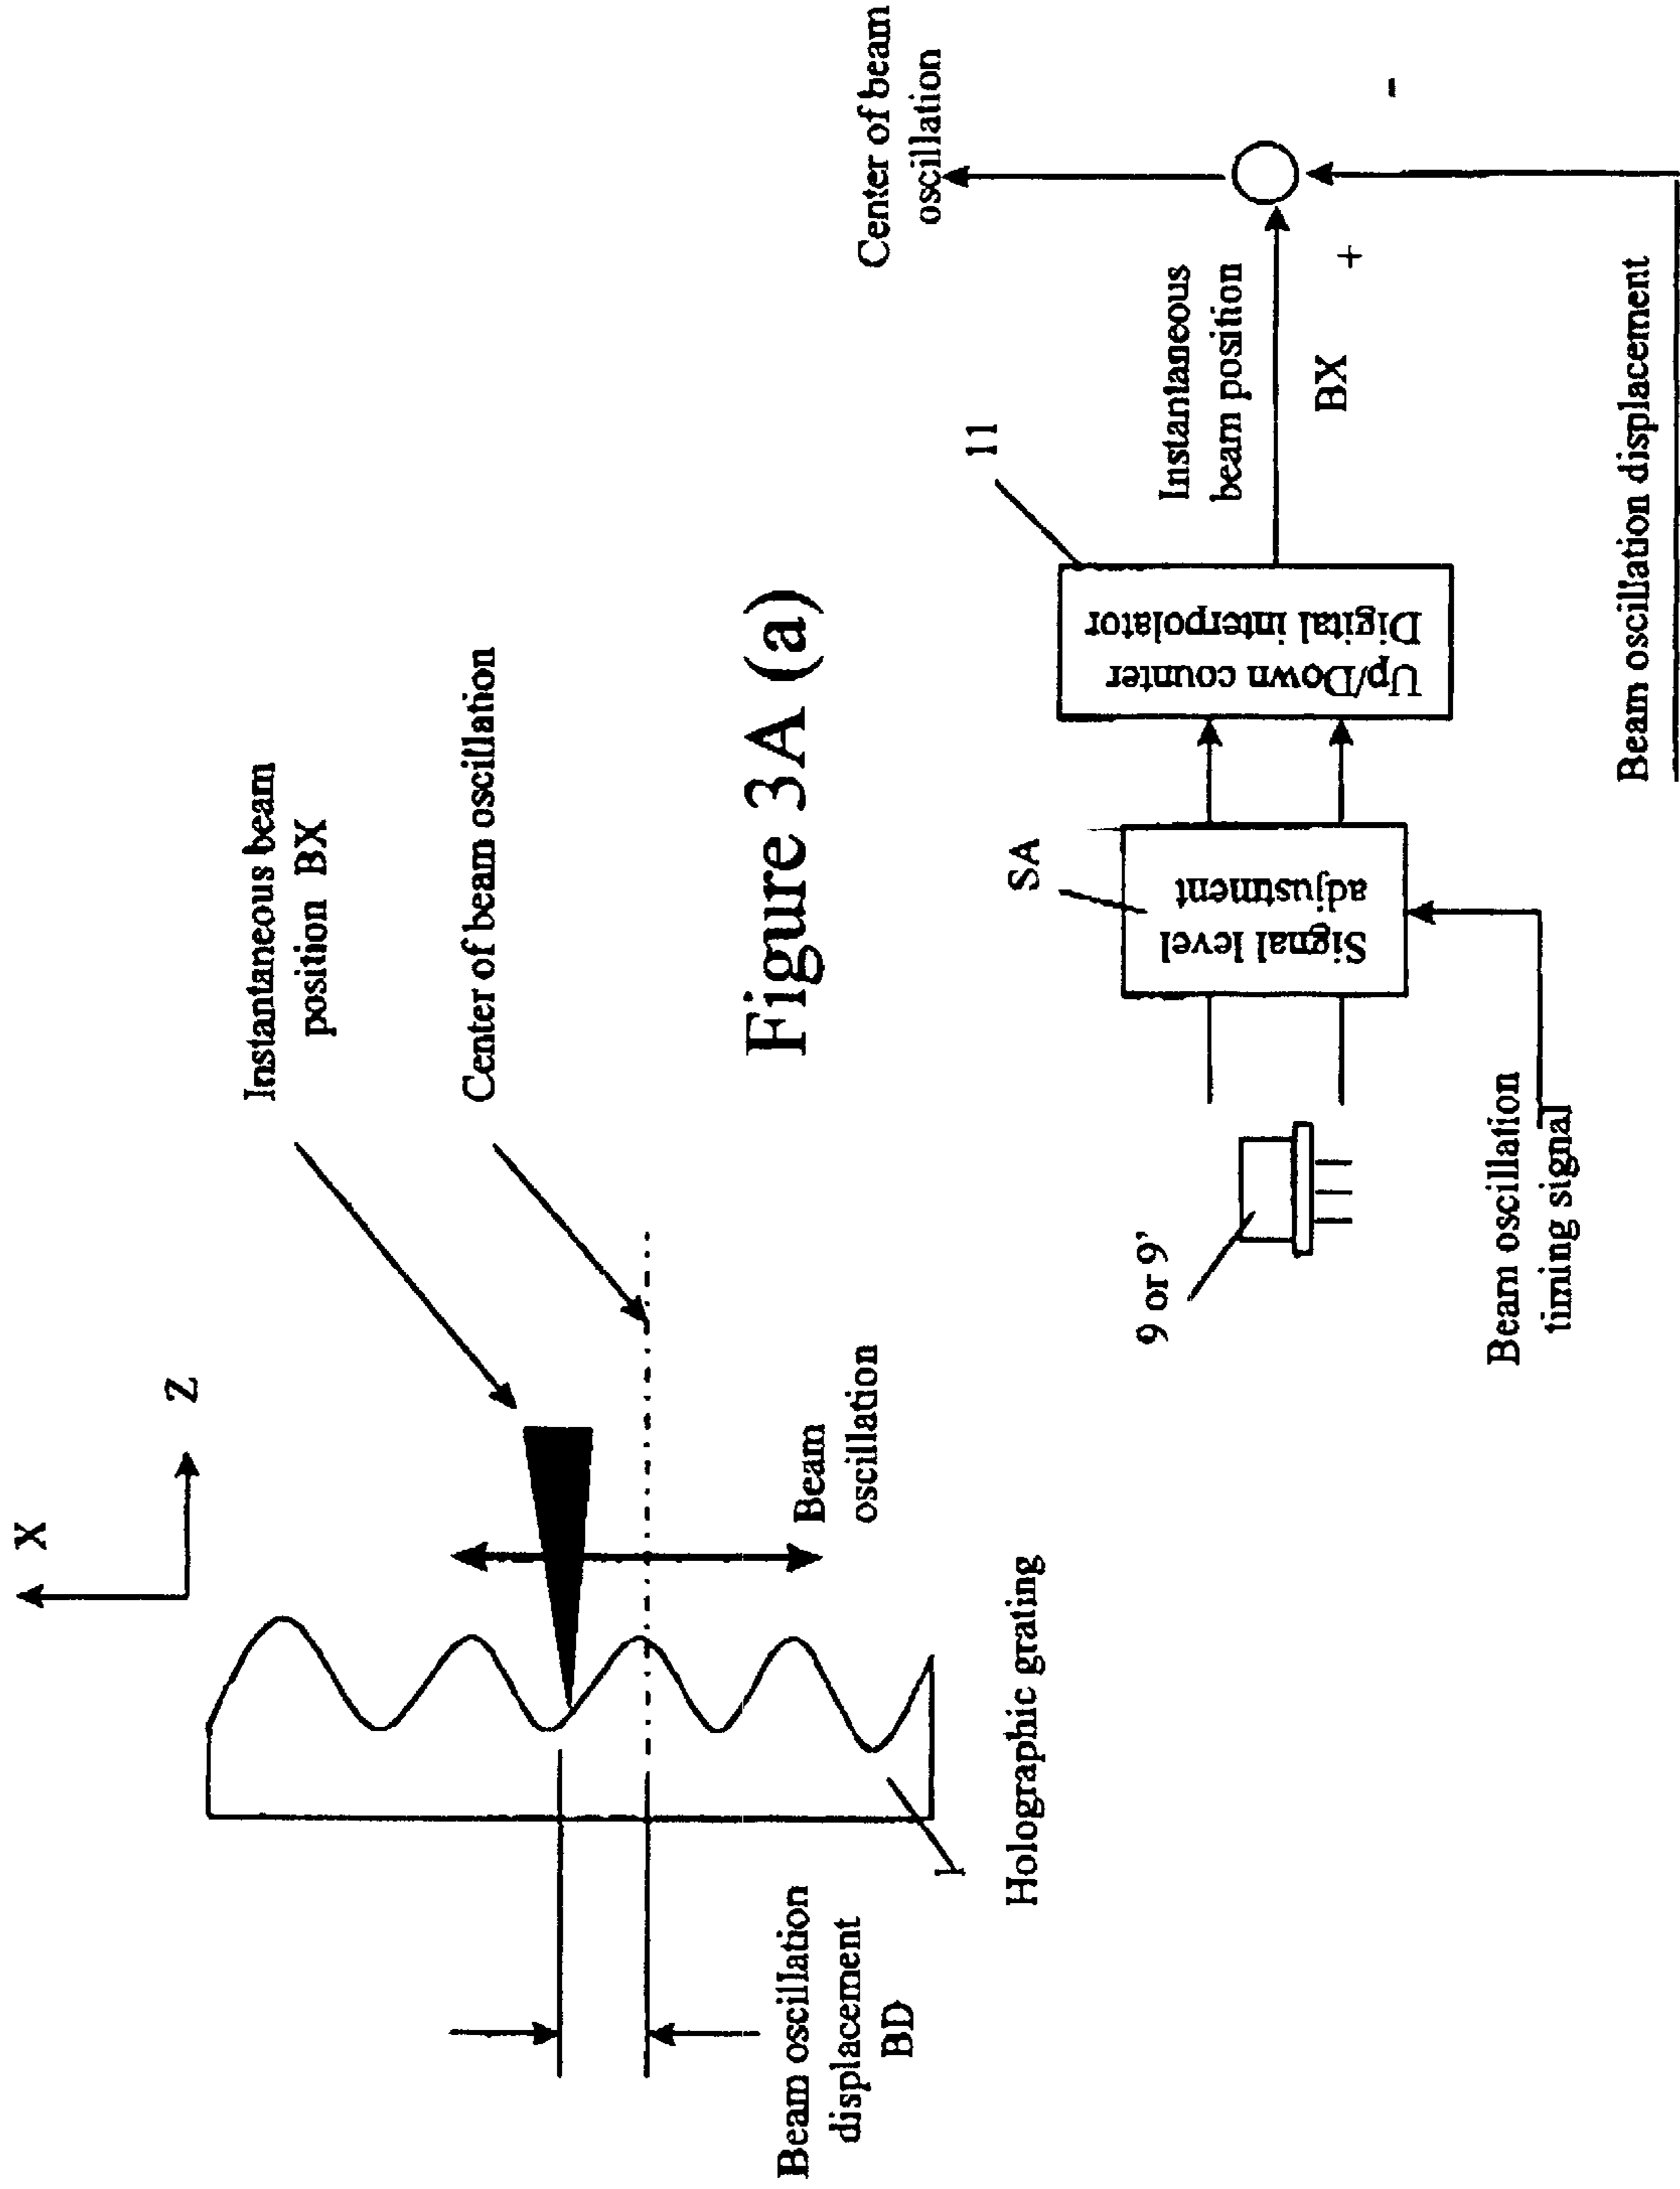 X
Z
Instantaneous beam
position BX
Center of beam oscillation
Beam
oscillation
Beam oscillation
displacement
BD
1
Holographic grating
Figure 3A (a)
Center of beam
oscillation
11
SA
9 or 9'
Signal level
adjustment
Up/Down counter
Digital interpolator
Instantaneous
beam position
BX
+
-
Beam oscillation
timing signal
Beam oscillation displacement